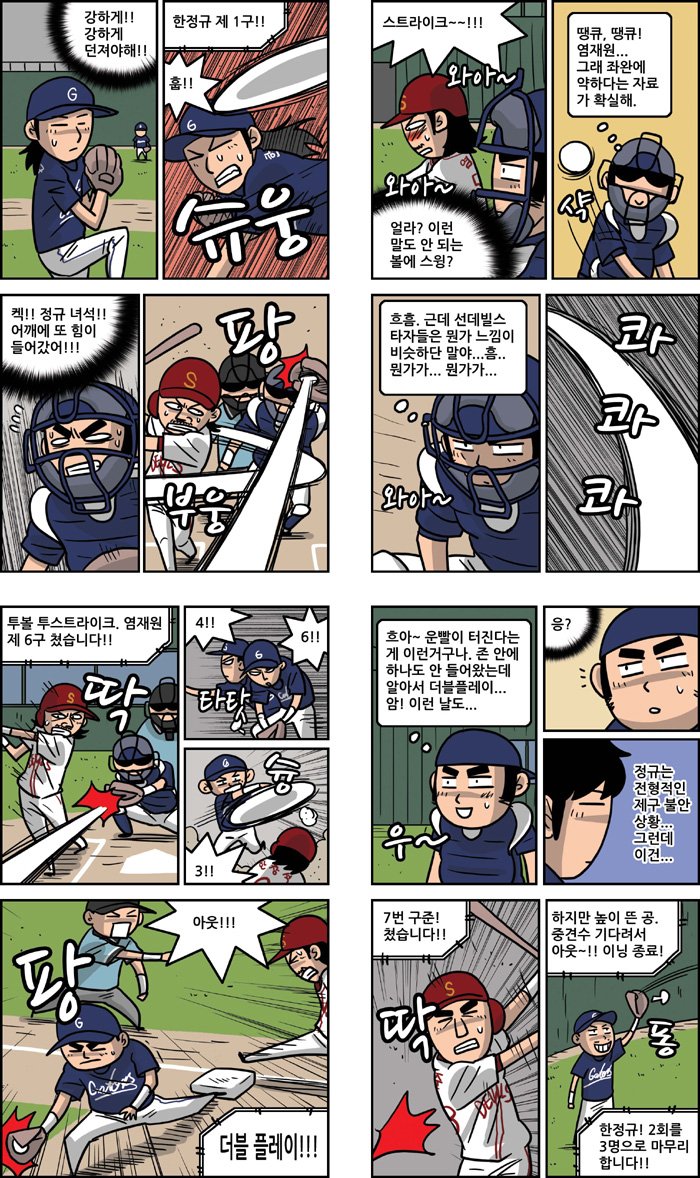 강하게!!
강하게
던져야해!!
G
한정규 제 1구!!
훕!!
슈웅
켁!! 정규 녀석!!
어깨에 또 힘이
들어갔어!!!
팡
S
부웅
스트라이크~~!!!
와아~
S
와아~
얼라? 이런
말도 안 되는
볼에 스윙?
땡큐, 땡큐!
염재원...
그래 좌완에
약하다는 자료
가 확실해.
샥
흐흠. 근데 선데빌스
타자들은 뭔가 느낌이
비슷하단 말야...흠..
뭔가가... 뭔가가...
와아~
콰
콰
콰
투볼 투스트라이크. 염재원
제 6구 쳤습니다!!
딱
S
4!!
6!!
G
타탓
슝
3!!
아웃!!!
팡
G
더블 플레이!!!
흐아~ 운빨이 터진다는
게 이런거구나. 존 안에
하나도 안 들어왔는데
알아서 더블플레이...
암! 이런 날도...
우~
응?
정규는
전형적인
제구 불안
상황...
그런데
이건...
7번 구준!
쳤습니다!!
S
딱
DEVILS
하지만 높이 뜬 공.
중견수 기다려서
아웃~!! 이닝 종료!
퐁
한정규! 2회를
3명으로 마무리
합니다!!